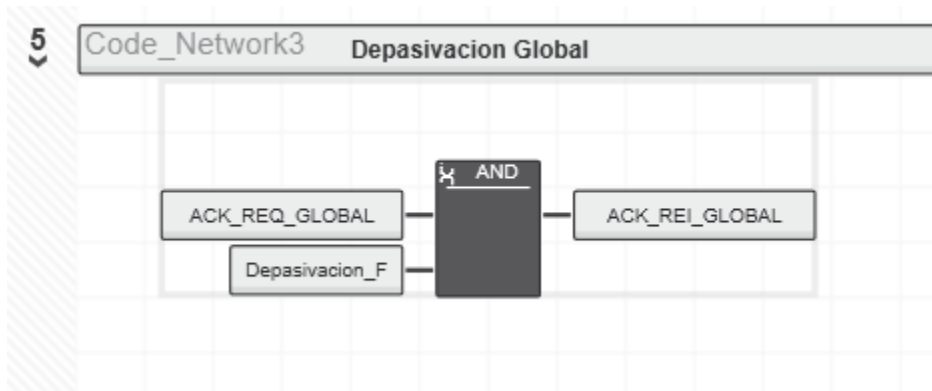 5
Code_Network3 Depasivacion Global
AND
ACK_REQ_GLOBAL
ACK_REI_GLOBAL
Depasivacion_F